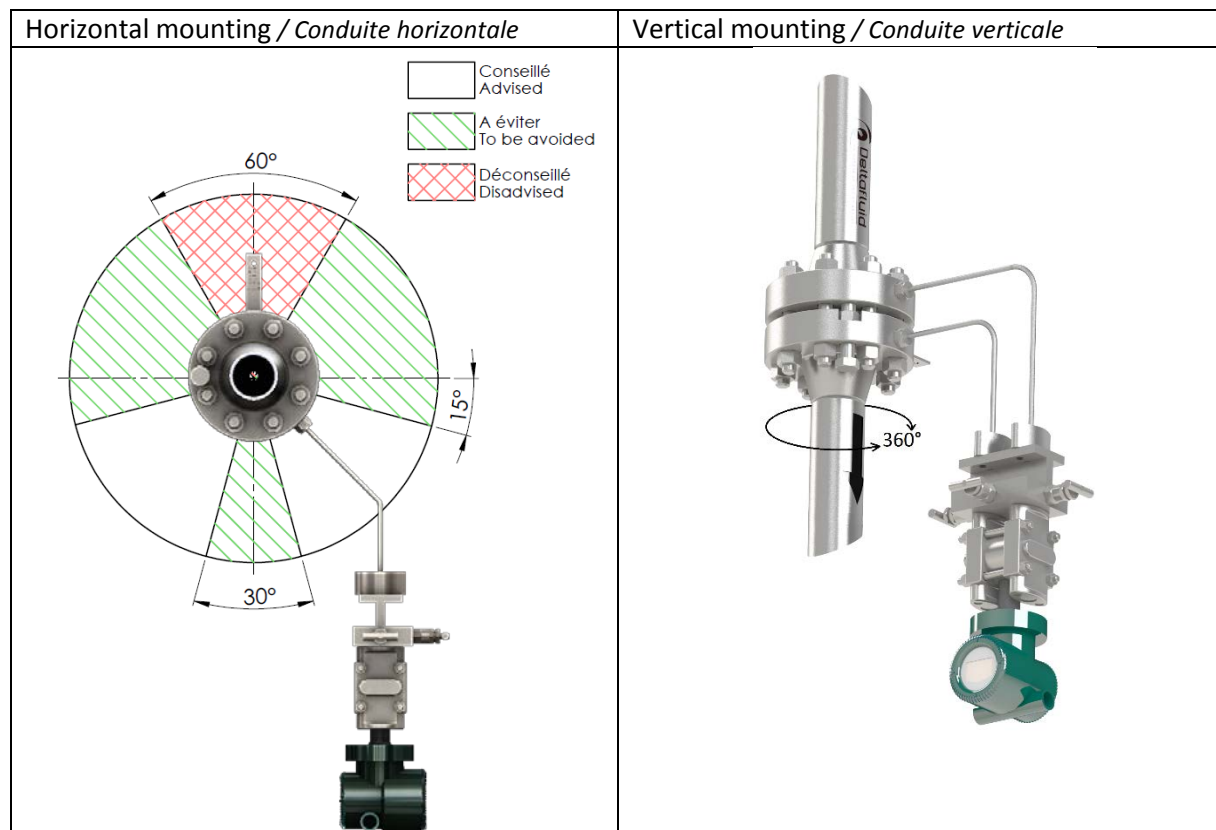 Horizontal mounting / Conduite horizontale
Vertical mounting / Conduite verticale
Conseillé
Advised
A éviter
To be avoided
Déconseillé
Disadvised
60°
15°
30°
Deltafluid
360°